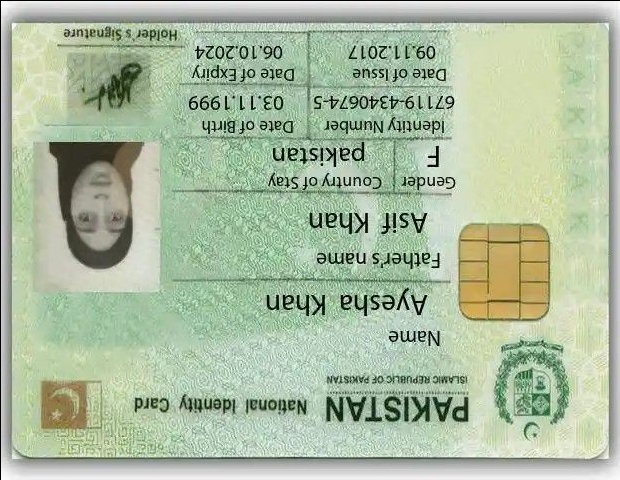 PAKISTAN National Identity Card
ISLAMIC REPUBLIC OF PAKISTAN
Name
Ayesha Khan
Father's name
Asif Khan
Gender Country of Stay
F pakistan
Identity Number Date of Birth
67119-4340674-5 03.11.1999
Date of Issue Date of Expiry
09.11.2017 06.10.2024
Holder's Signature
PAKISTAN